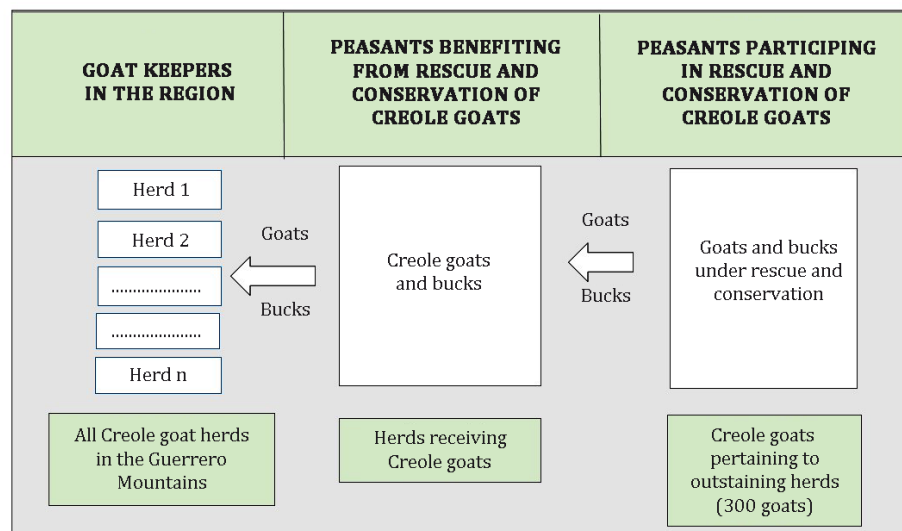 GOAT KEEPERS
IN THE REGION
PEASANTS BENEFITING
FROM RESCUE AND
CONSERVATION OF
CREOLE GOATS
PEASANTS PARTICIPING
IN RESCUE AND
CONSERVATION OF
CREOLE GOATS
Herd 1
Herd 2
.....................
.....................
Herd n
Goats
Bucks
Creole goats
and bucks
Goats
Bucks
Goats and bucks
under rescue and
conservation
All Creole goat herds
in the Guerrero
Mountains
Herds receiving
Creole goats
Creole goats
pertaining to
outstaining herds
(300 goats)